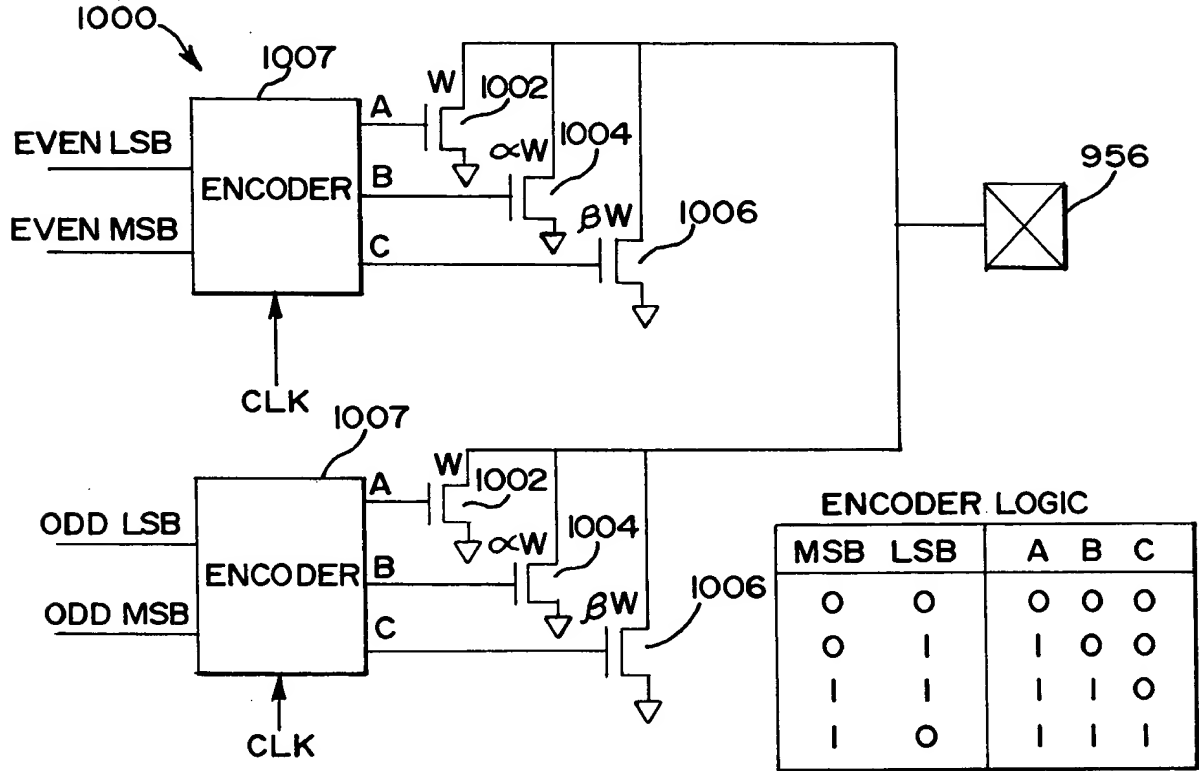 1000
1007
EVEN LSB
EVEN MSB
ENCODER
A
B
C
W
1002
αW
1004
βW
1006
956
CLK
1007
ODD LSB
ODD MSB
ENCODER
A
B
C
W
1002
αW
1004
βW
1006
CLK
ENCODER LOGIC
MSB LSB A B C
0 0 0 0 0
0 1 1 0 0
1 1 1 1 0
1 0 1 1 1